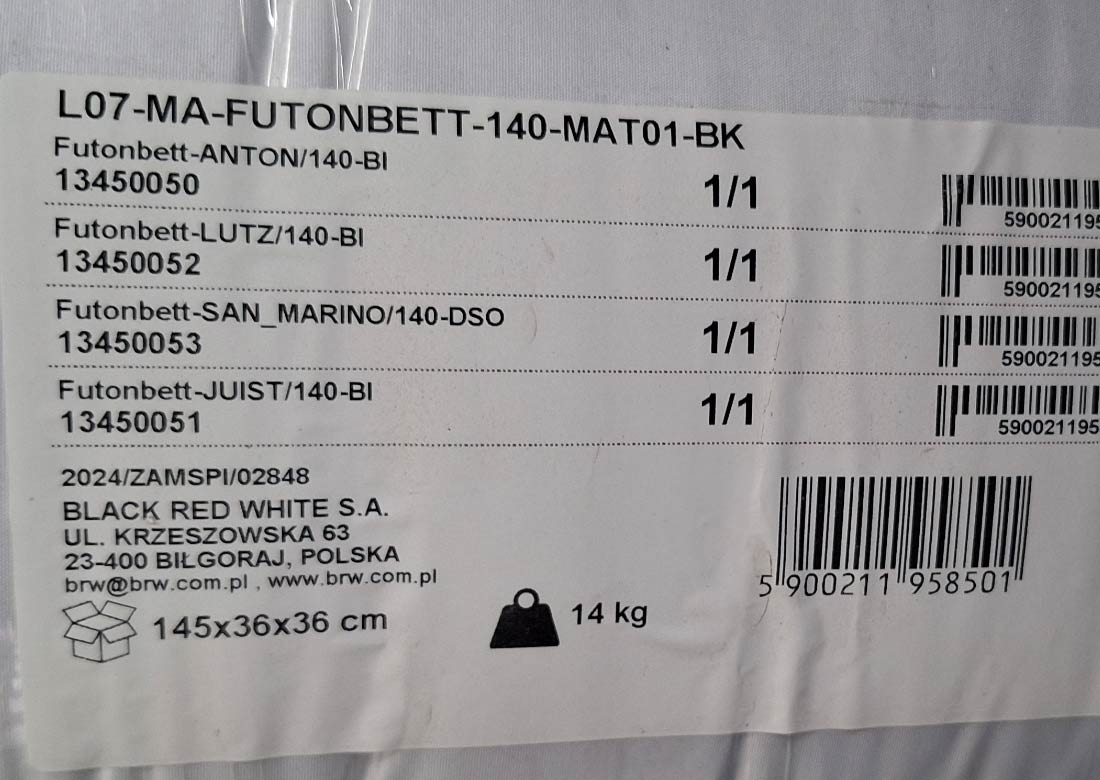 L07-MA-FUTONBETT-140-MAT01-BK
Futonbett-ANTON/140-BI
13450050 1/1
590021195
Futonbett-LUTZ/140-BI
13450052 1/1
590021195
Futonbett-SAN_MARINO/140-DSO
13450053 1/1
590021195
Futonbett-JUIST/140-BI
13450051 1/1
590021195
2024/ZAMSPI/02848
BLACK RED WHITE S.A.
UL. KRZESZOWSKA 63
23-400 BIŁGORAJ, POLSKA
brw@brw.com.pl , www.brw.com.pl
5 900211 958501
145x36x36 cm 14 kg